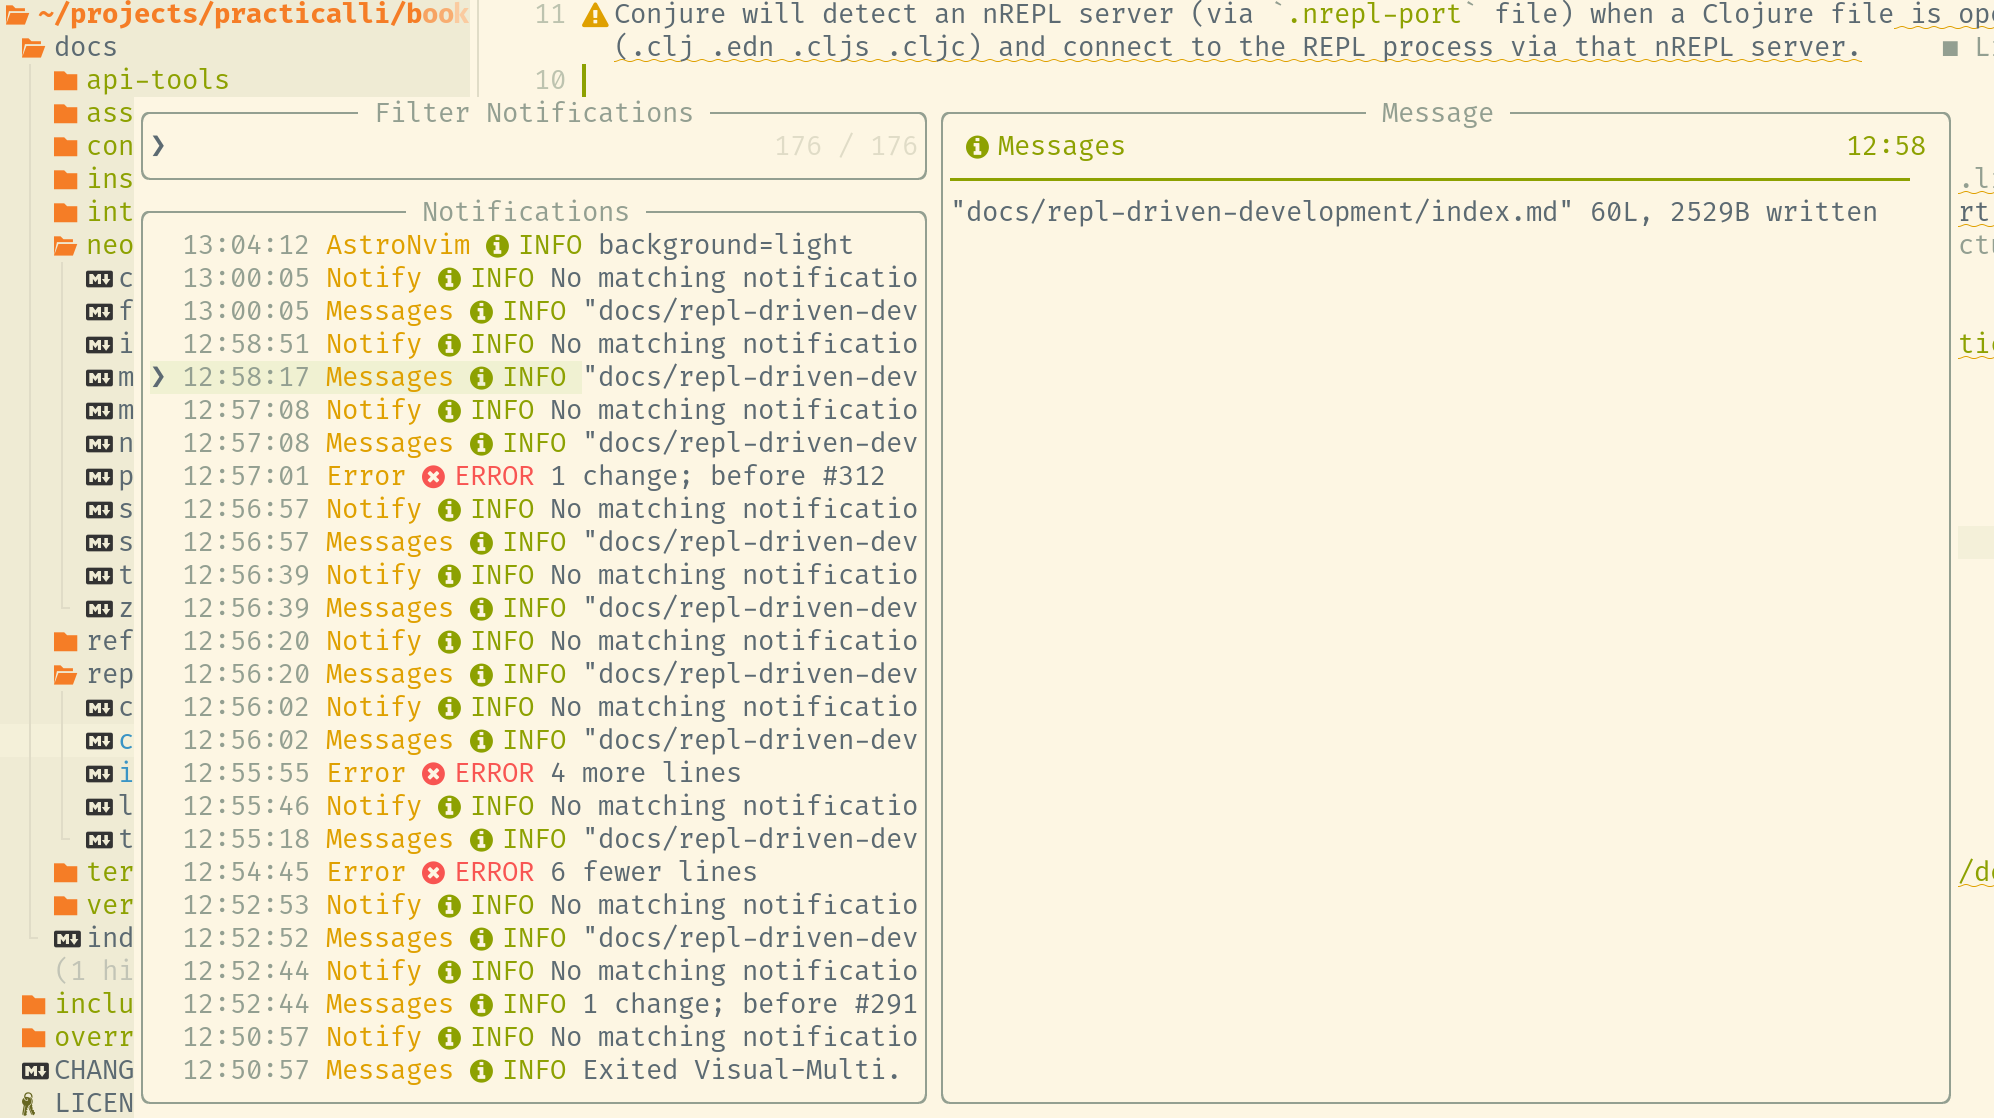 ~/projects/practicalli/book
docs
api-tools
ass
con
ins
int
neo
c
f
i
m
m
n
p
s
s
t
z
ref
rep
c
c
i
l
t
ter
ver
ind
(1 hi
inclu
overr
CHANG
LICEN
11 Conjure will detect an nREPL server (via `.nrepl-port` file) when a Clojure file is ope
(.clj .edn .cljs .cljc) and connect to the REPL process via that nREPL server. ■ Li
10
Filter Notifications
❯ 176 / 176
Notifications
13:04:12 AstroNvim INFO background=light
13:00:05 Notify INFO No matching notificatio
13:00:05 Messages INFO "docs/repl-driven-dev
12:58:51 Notify INFO No matching notificatio
❯ 12:58:17 Messages INFO "docs/repl-driven-dev
12:57:08 Notify INFO No matching notificatio
12:57:08 Messages INFO "docs/repl-driven-dev
12:57:01 Error ERROR 1 change; before #312
12:56:57 Notify INFO No matching notificatio
12:56:57 Messages INFO "docs/repl-driven-dev
12:56:39 Notify INFO No matching notificatio
12:56:39 Messages INFO "docs/repl-driven-dev
12:56:20 Notify INFO No matching notificatio
12:56:20 Messages INFO "docs/repl-driven-dev
12:56:02 Notify INFO No matching notificatio
12:56:02 Messages INFO "docs/repl-driven-dev
12:55:55 Error ERROR 4 more lines
12:55:46 Notify INFO No matching notificatio
12:55:18 Messages INFO "docs/repl-driven-dev
12:54:45 Error ERROR 6 fewer lines
12:52:53 Notify INFO No matching notificatio
12:52:52 Messages INFO "docs/repl-driven-dev
12:52:44 Notify INFO No matching notificatio
12:52:44 Messages INFO 1 change; before #291
12:50:57 Notify INFO No matching notificatio
12:50:57 Messages INFO Exited Visual-Multi.
Message
Messages 12:58
"docs/repl-driven-development/index.md" 60L, 2529B written
.l
rt
ct
tic
/de